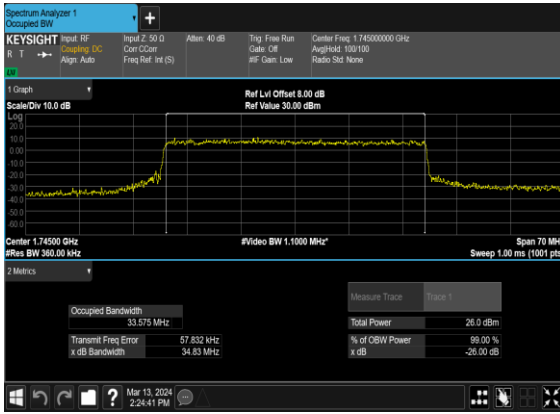 Spectrum Analyzer 1
Occupied BW
KEYSIGHT
R T
LXI
Input: RF
Coupling: DC
Align: Auto
Input Z: 50 Ω
Corr CCorr
Freq Ref: Int (S)
Atten: 40 dB
Trig: Free Run
Gate: Off
#IF Gain: Low
Center Freq: 1.745000000 GHz
Avg|Hold: 100/100
Radio Std: None
1 Graph
Scale/Div 10.0 dB
Ref Lvl Offset 8.00 dB
Ref Value 30.00 dBm
Log
20.0
10.0
0.00
-10.0
-20.0
-30.0
-40.0
-50.0
-60.0
Center 1.74500 GHz
#Res BW 360.00 kHz
#Video BW 1.1000 MHz*
Span 70 MH
Sweep 1.00 ms (1001 pts
2 Metrics
Measure Trace
Trace 1
Occupied Bandwidth
33.575 MHz
Total Power
26.0 dBm
Transmit Freq Error
57.832 kHz
% of OBW Power
99.00 %
x dB Bandwidth
34.83 MHz
x dB
-26.00 dB
?
Mar 13, 2024
2:24:41 PM